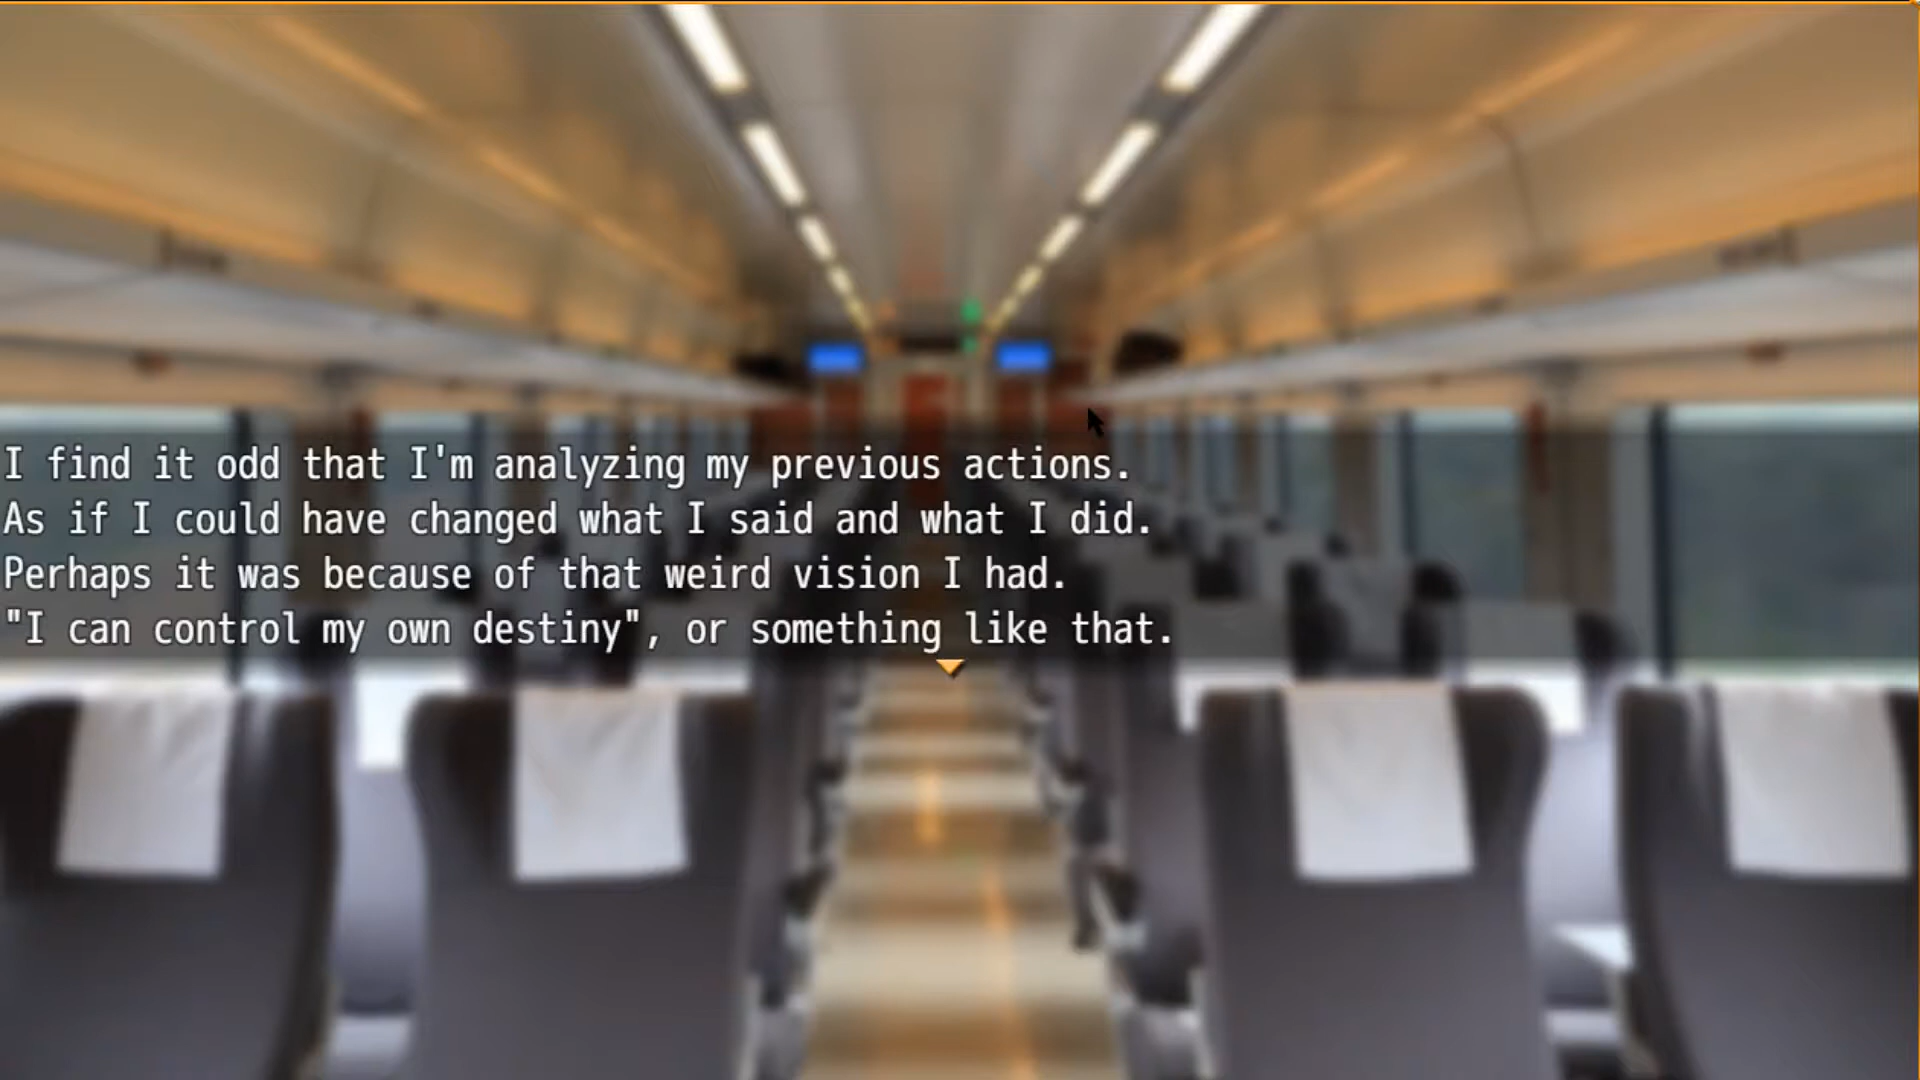 I find it odd that I'm analyzing my previous actions.
As if I could have changed what I said and what I did.
Perhaps it was because of that weird vision I had.
"I can control my own destiny", or something like that.